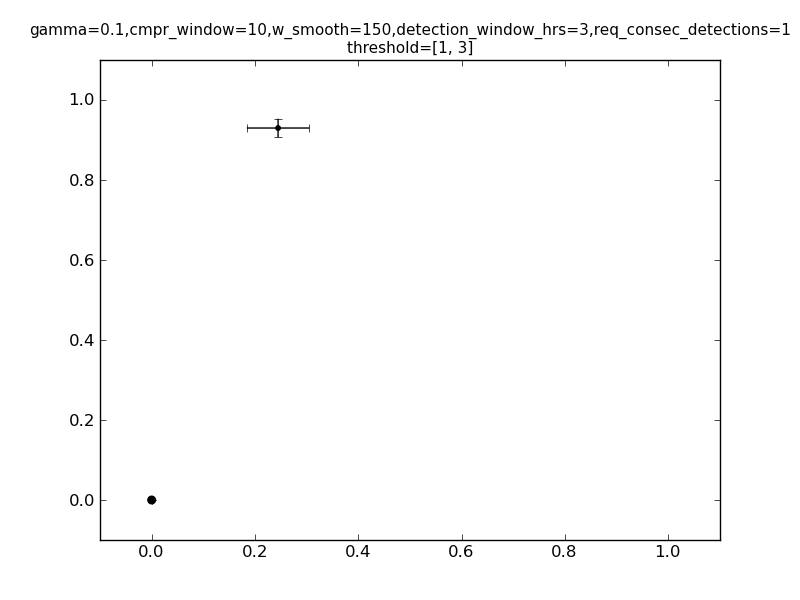 gamma=0.1,cmpr_window=10,w_smooth=150,detection_window_hrs=3,req_consec_detections=1
threshold=[1, 3]
1.0
0.8
0.6
0.4
0.2
0.0
0.0 0.2 0.4 0.6 0.8 1.0